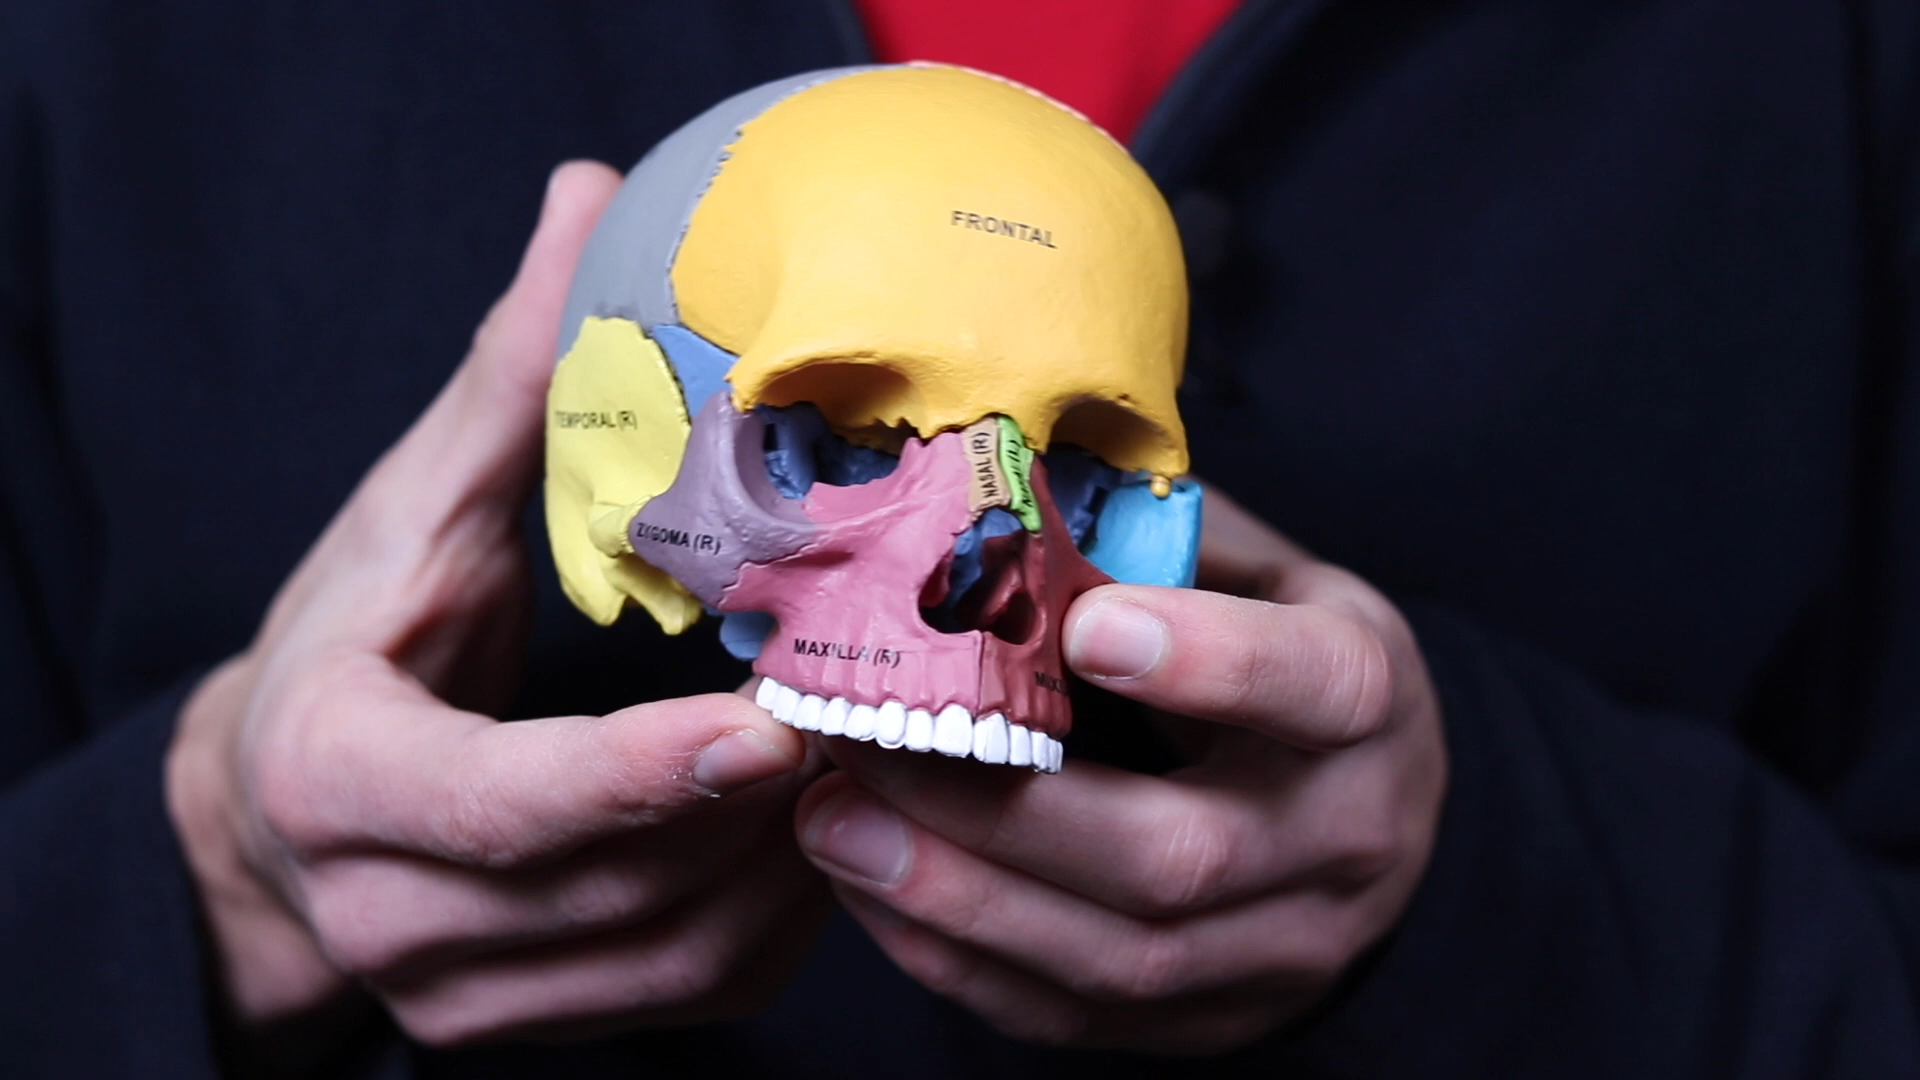 FRONTAL
TEMPORAL (R)
NASAL (R)
ZYGOMA (R)
MAXILLA (R)